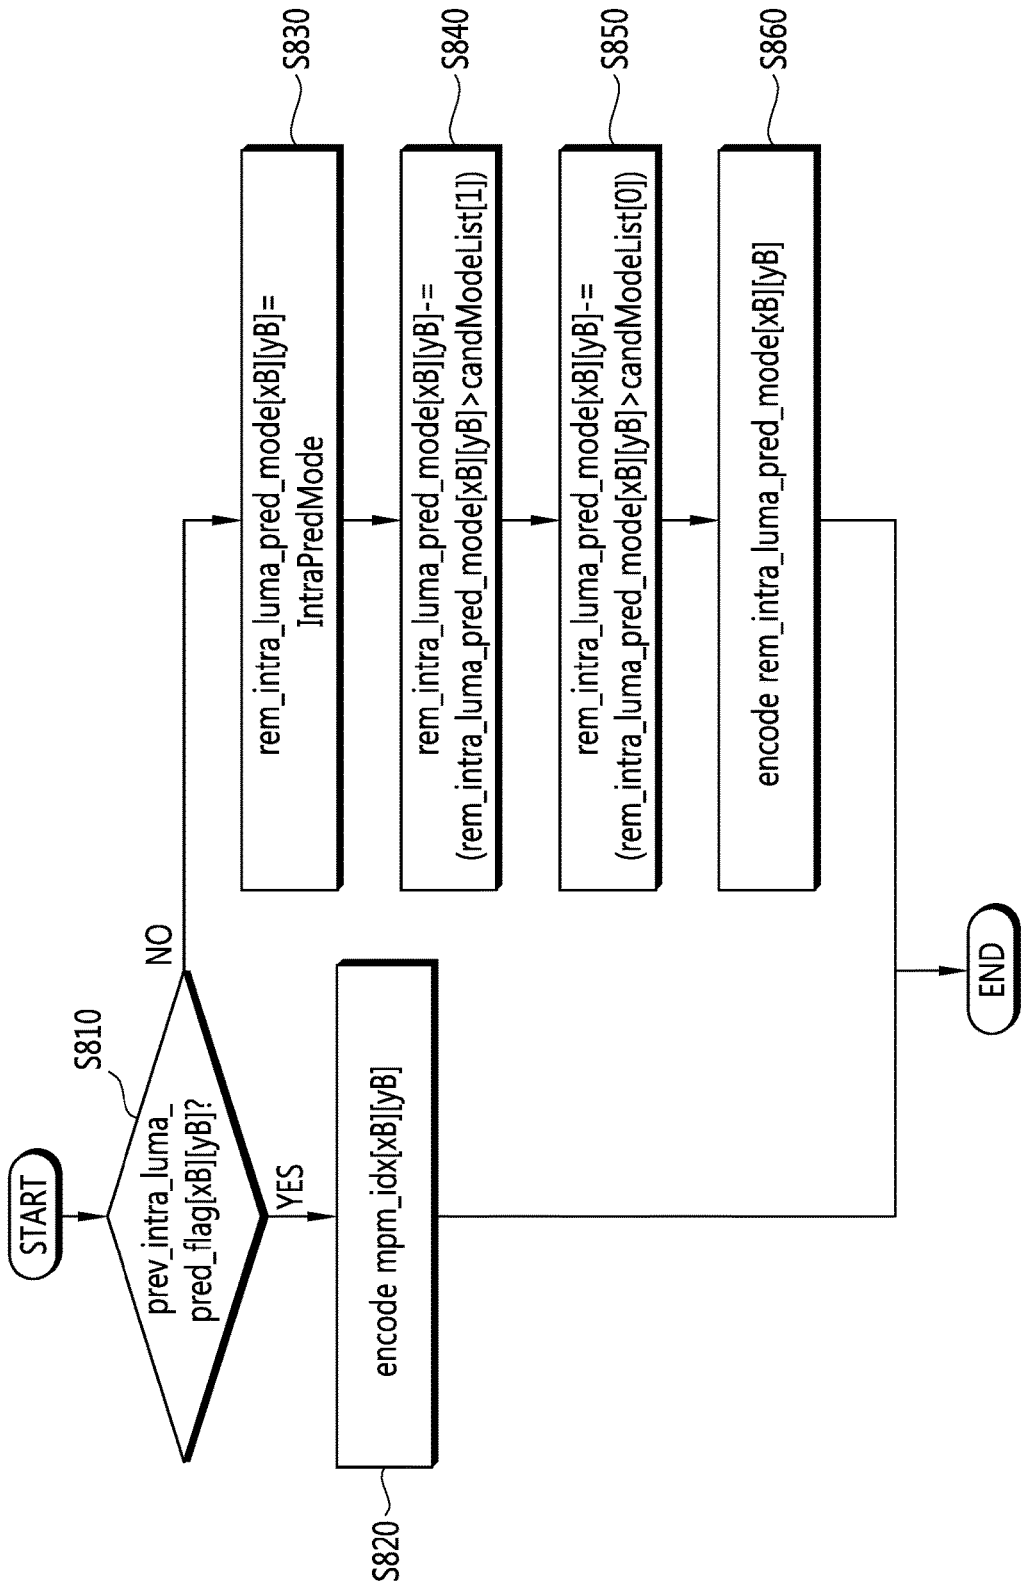 START
S810
prev_intra_luma_
pred_flag[xB][yB]?
NO
YES
S820
encode mpm_idx[xB][yB]
S830
rem_intra_luma_pred_mode[xB][yB]=
IntraPredMode
S840
rem_intra_luma_pred_mode[xB][yB]-=
(rem_intra_luma_pred_mode[xB][yB]>candModeList[1])
S850
rem_intra_luma_pred_mode[xB][yB]-=
(rem_intra_luma_pred_mode[xB][yB]>candModeList[0])
S860
encode rem_intra_luma_pred_mode[xB][yB]
END